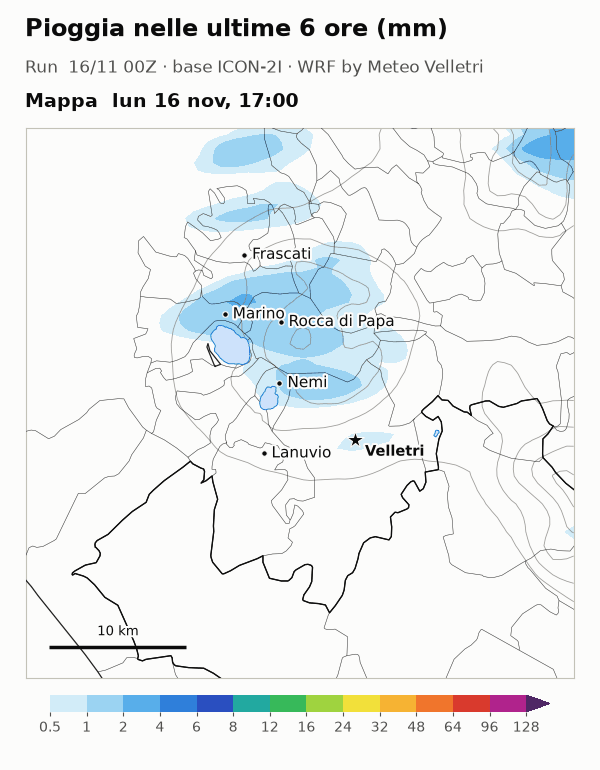 Pioggia nelle ultime 6 ore (mm)
Run 16/11 00Z · base ICON-2I · WRF by Meteo Velletri
Mappa lun 16 nov, 17:00
Frascati
Marino
Rocca di Papa
Nemi
Velletri
Lanuvio
10 km
0.5 1 2 4 6 8 12 16 24 32 48 64 96 128